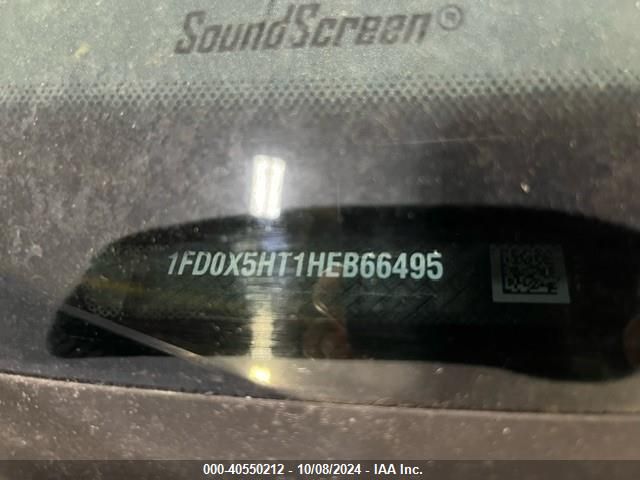 SoundScreen®
1FD0X5HT1HEB66495
000-40550212 - 10/08/2024 - IAA Inc.